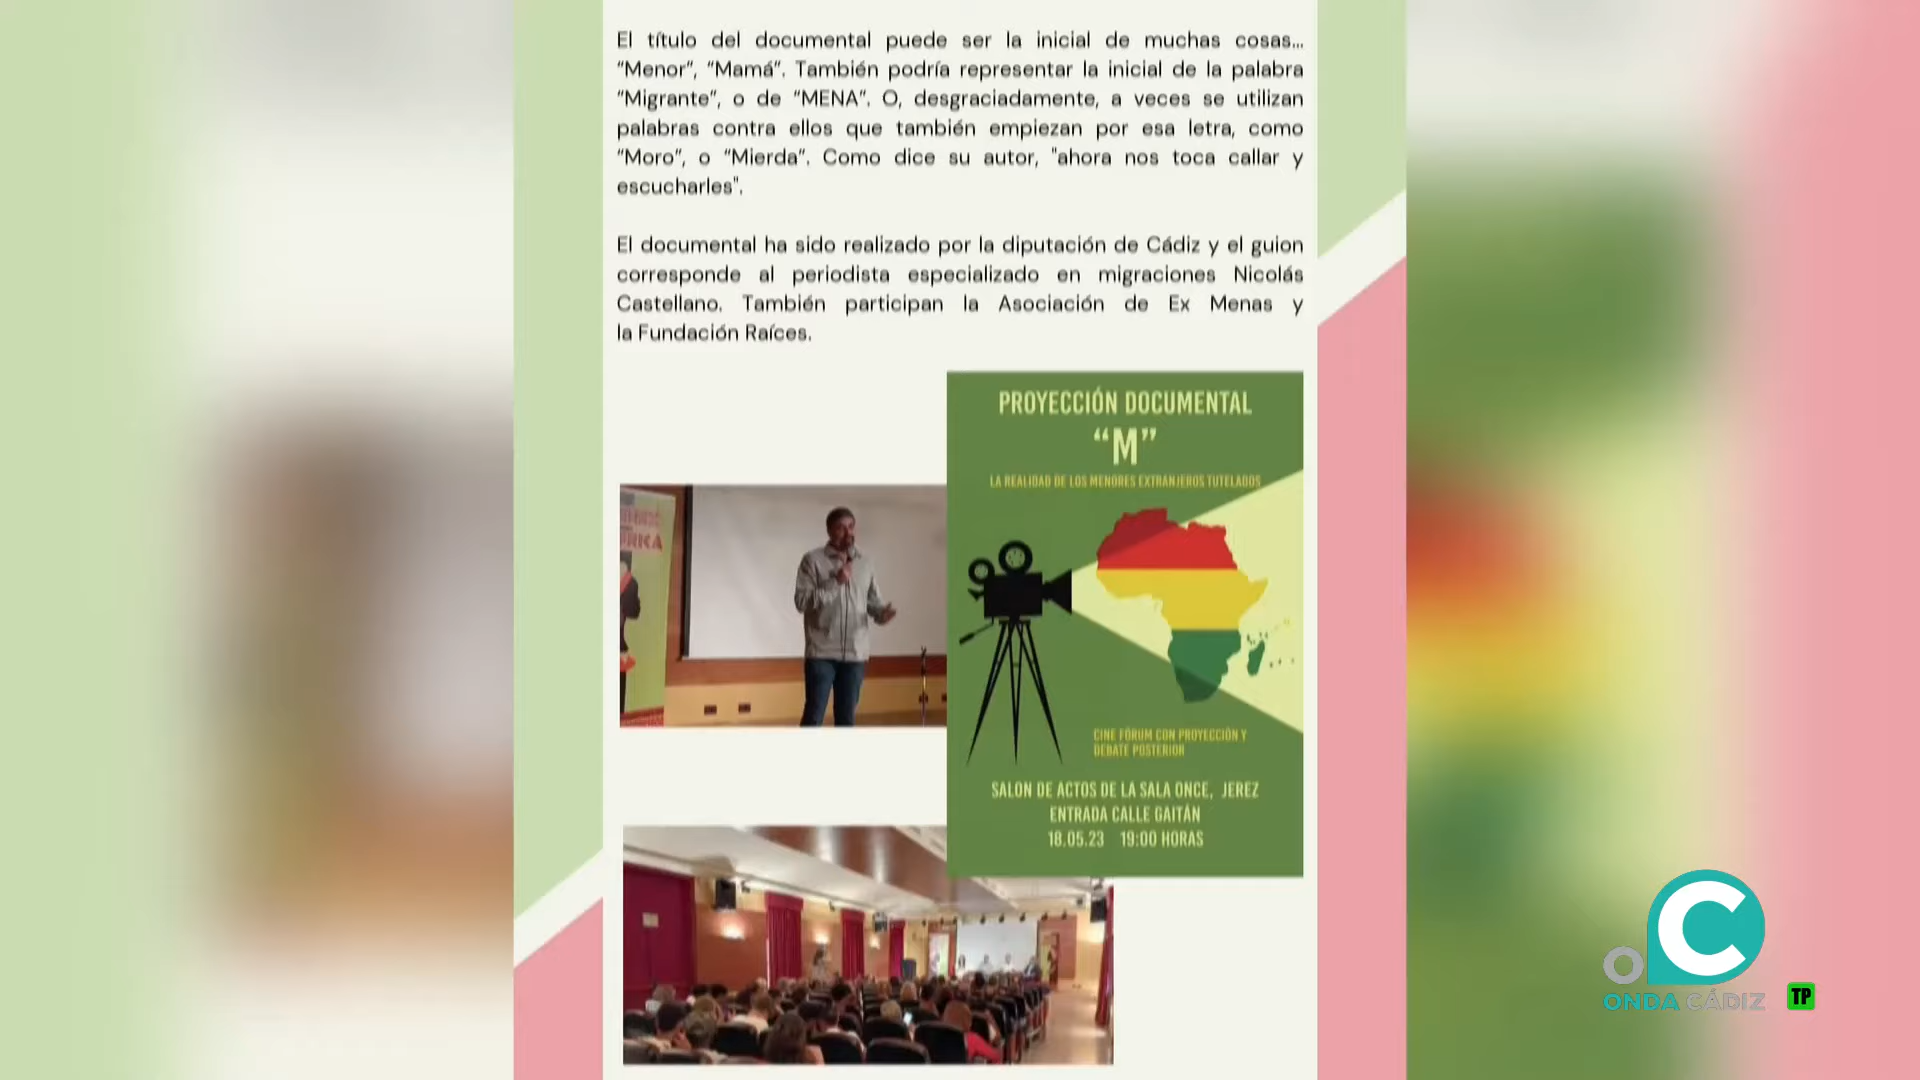 El título del documental puede ser la inicial de muchas cosas...
“Menor”, “Mamá”. También podría representar la inicial de la palabra
“Migrante”, o de “MENA”. O, desgraciadamente, a veces se utilizan
palabras contra ellos que también empiezan por esa letra, como
“Moro”, o “Mierda”. Como dice su autor, "ahora nos toca callar y
escucharles".
El documental ha sido realizado por la diputación de Cádiz y el guion
corresponde al periodista especializado en migraciones Nicolás
Castellano. También participan la Asociación de Ex Menas y
la Fundación Raíces.
PROYECCIÓN DOCUMENTAL
“M”
LA REALIDAD DE LOS MENORES EXTRANJEROS TUTELADOS
CINE FÓRUM CON PROYECCIÓN Y
DEBATE POSTERIOR
SALON DE ACTOS DE LA SALA ONCE, JEREZ
ENTRADA CALLE GAITÁN
18.05.23 19:00 HORAS
OC
ONDA CÁDIZ
TP